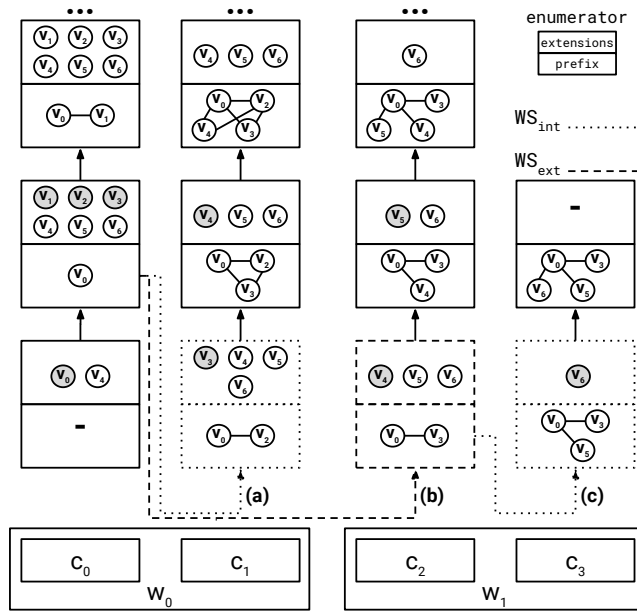 ••• ••• •••
enumerator
extensions
prefix
WS_int
WS_ext
v₁ v₂ v₃
v₄ v₅ v₆
v₀ v₁
v₁ v₂ v₃
v₄ v₅ v₆
v₀
v₀ v₄
-
v₄ v₅ v₆
v₀ v₂
v₄ v₃
v₄ v₅ v₆
v₀ v₂
v₃
v₃ v₄ v₅
v₆
v₀ v₂
(a)
v₆
v₀ v₃
v₅ v₄
v₅ v₆
v₀ v₃
v₄
v₄ v₅ v₆
v₀ v₃
(b)
-
v₀ v₃
v₆ v₅
v₆
v₀ v₃
v₅
(c)
c₀ c₁
w₀
c₂ c₃
w₁